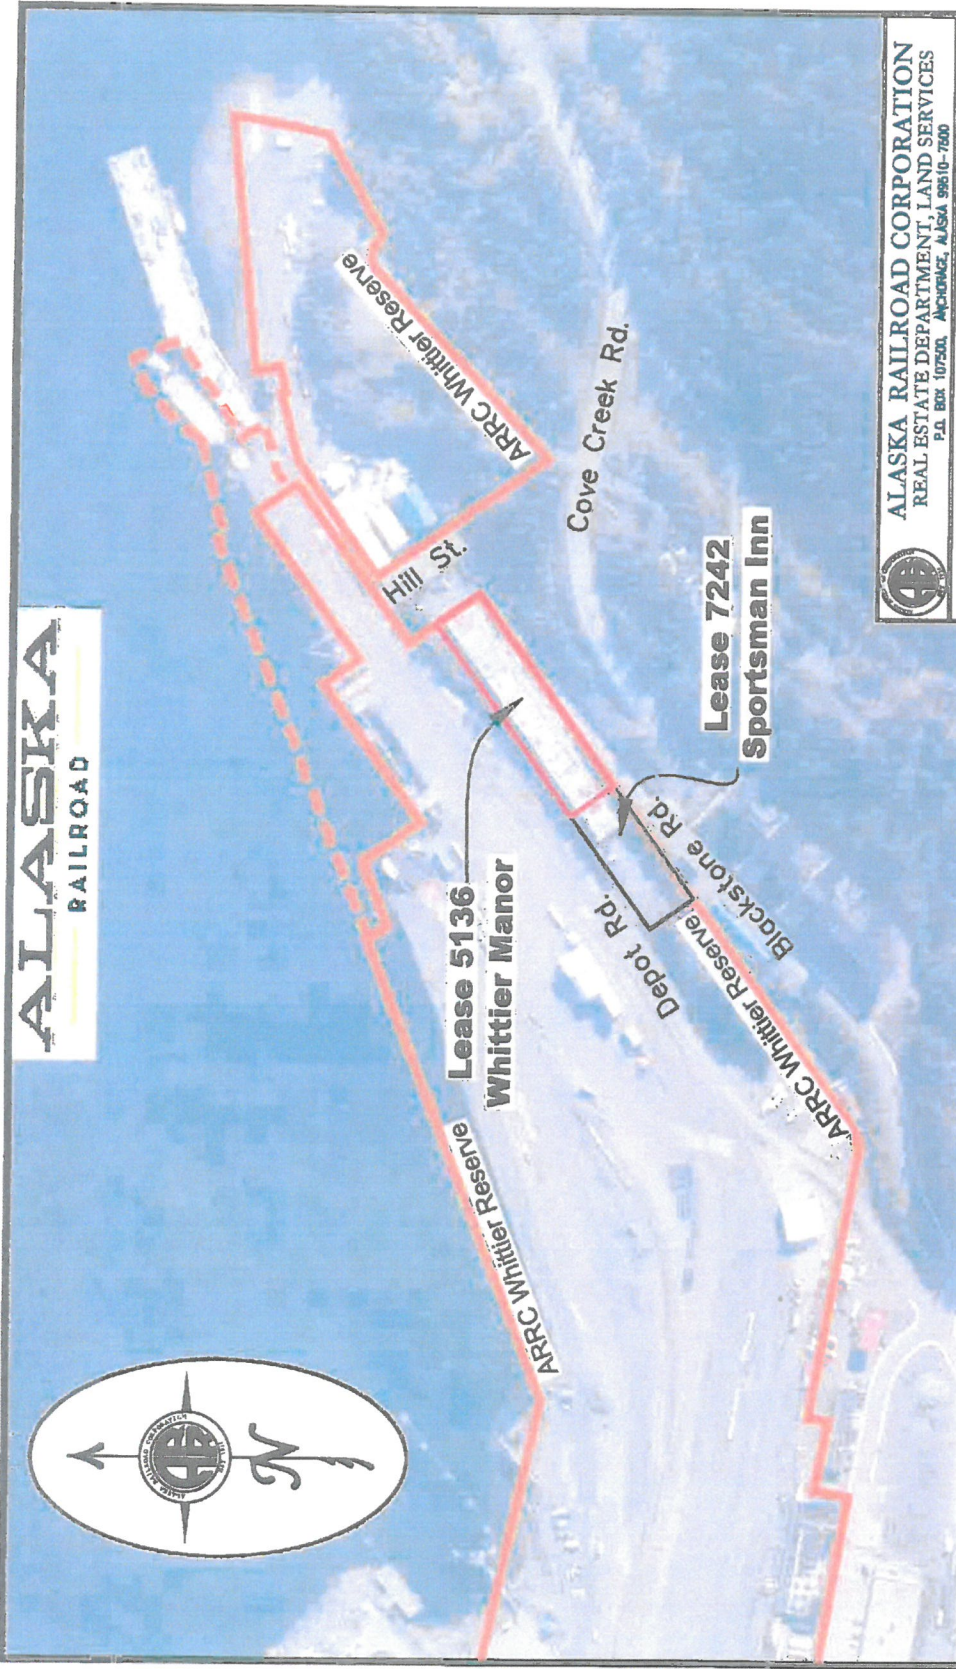 ALASKA
RAILROAD
N
ARRC Whittier Reserve
Lease 5136
Whittier Manor
Hill St.
ARRC Whittier Reserve
Cove Creek Rd.
Depot Rd.
Blackstone Rd.
ARRC Whittier Reserve
Lease 7242
Sportsman Inn
ALASKA RAILROAD CORPORATION
REAL ESTATE DEPARTMENT, LAND SERVICES
P.O. BOX 107500, ANCHORAGE, ALASKA 99510-7500